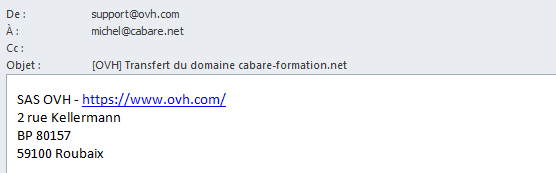 De : support@ovh.com
À : michel@cabare.net
Cc :
Objet : [OVH] Transfert du domaine cabare-formation.net
SAS OVH - https://www.ovh.com/
2 rue Kellermann
BP 80157
59100 Roubaix